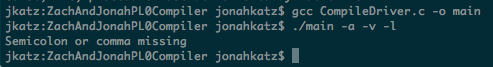 jkatz:ZachAndJonahPL0Compiler jonahkatz$ gcc CompileDriver.c -o main
jkatz:ZachAndJonahPL0Compiler jonahkatz$ ./main -a -v -l
Semicolon or comma missing
jkatz:ZachAndJonahPL0Compiler jonahkatz$